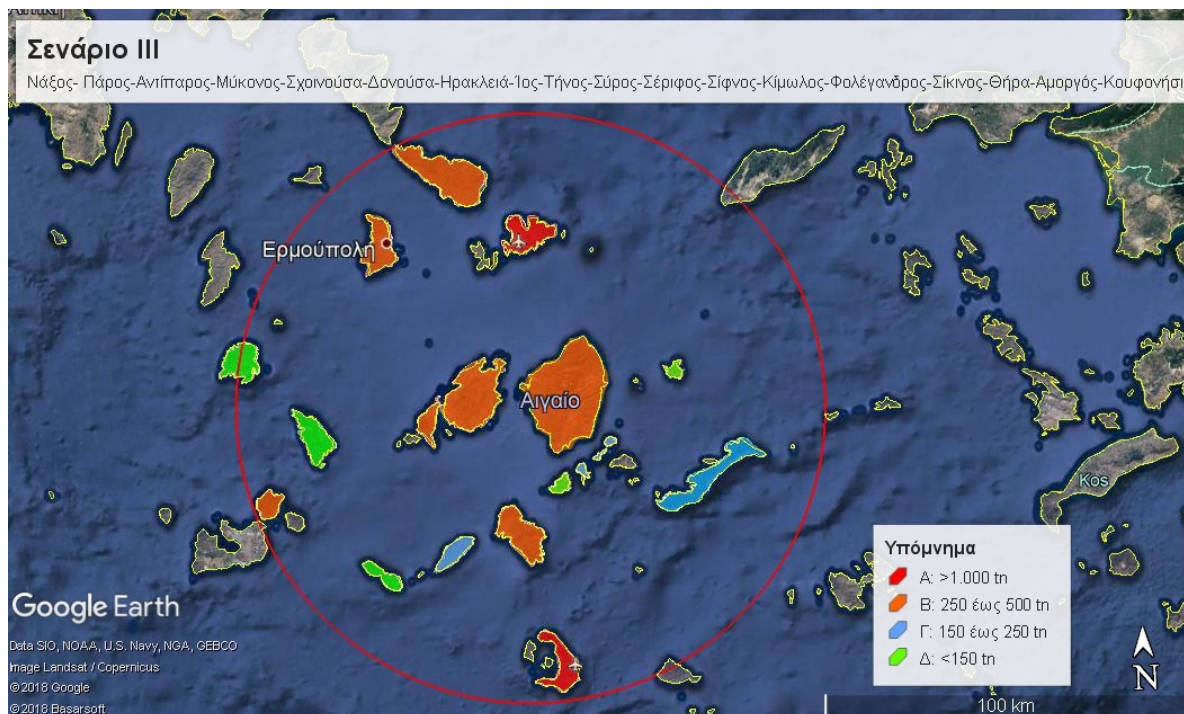 Σενάριο III
Νάξος- Πάρος-Αντίπαρος-Μύκονος-Σχοινούσα-Δονούσα-Ηρακλειά-Ίος-Τήνος-Σύρος-Σέριφος-Σίφνος-Κίμωλος-Φολέγανδρος-Σίκινος-Θήρα-Αμοργός-Κουφονήσι
Ερμούπολη
Αιγαίο
Kos
Υπόμνημα
Α: >1.000 tn
Β: 250 έως 500 tn
Γ: 150 έως 250 tn
Δ: <150 tn
Google Earth
Data SIO, NOAA, U.S. Navy, NGA, GEBCO
Image Landsat / Copernicus
© 2018 Google
© 2018 Basarsoft
N
100 km